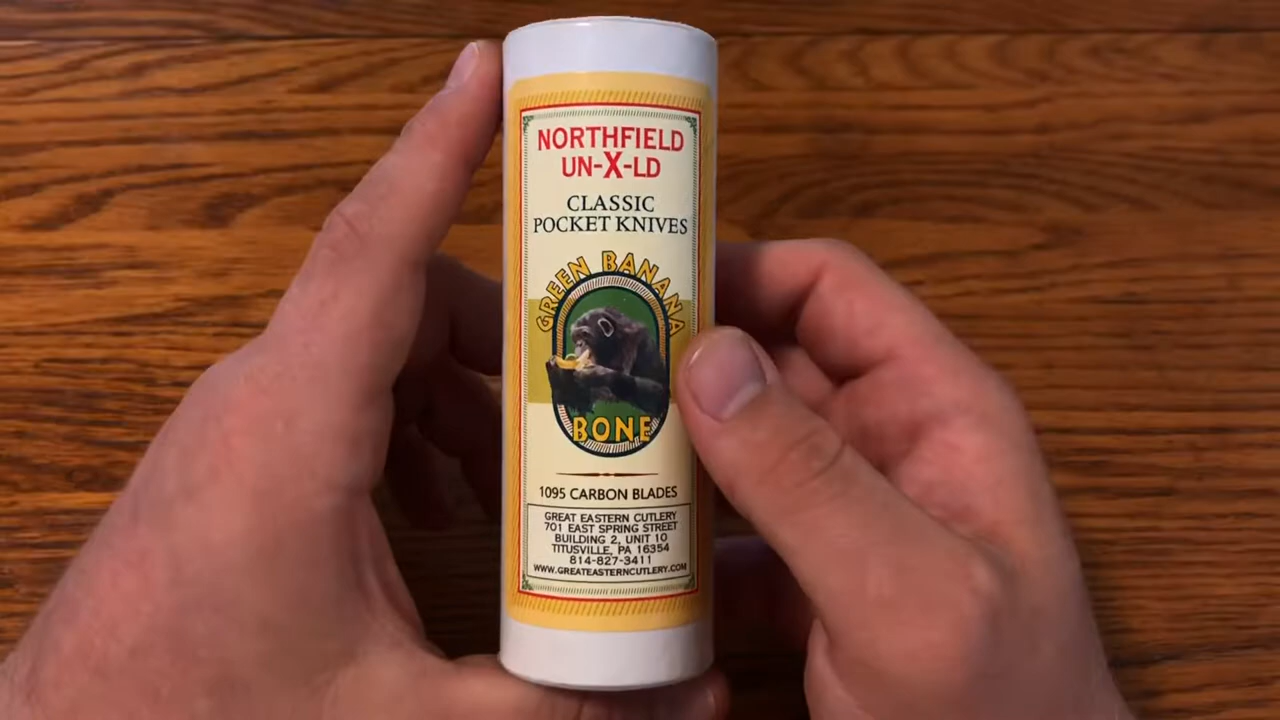 NORTHFIELD
UN-X-LD
CLASSIC
POCKET KNIVES
GREEN BANANA
BONE
1095 CARBON BLADES
GREAT EASTERN CUTLERY
701 EAST SPRING STREET
BUILDING 2, UNIT 10
TITUSVILLE, PA 16354
814-827-3411
WWW.GREATEASTERNCUTLERY.COM